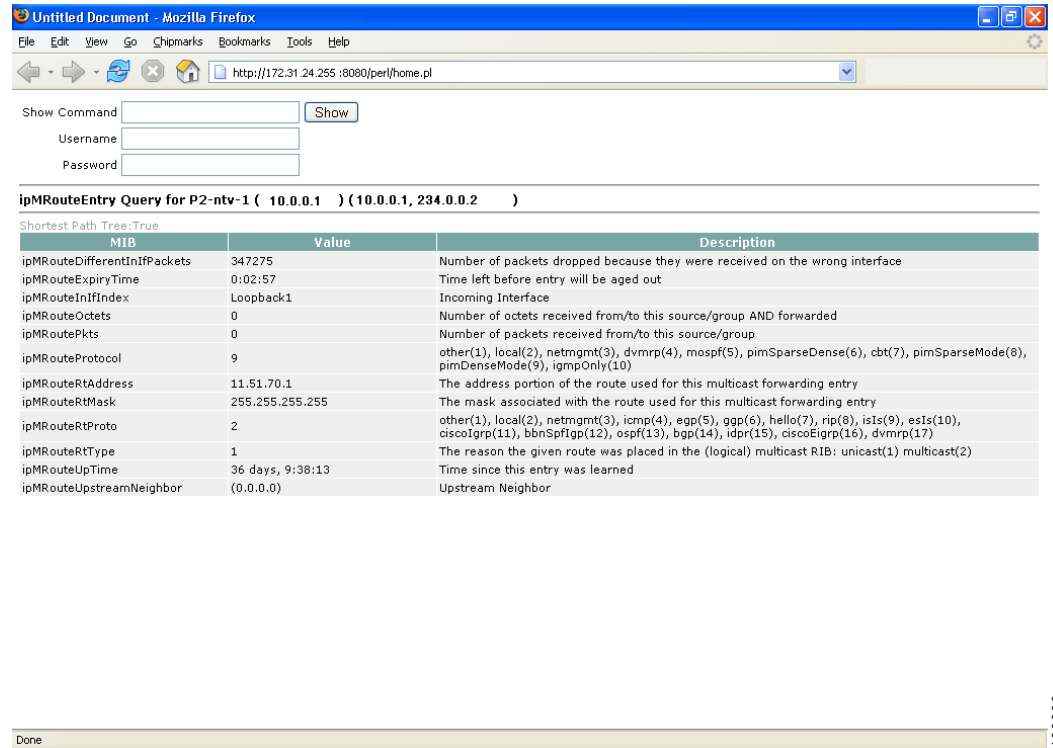 Untitled Document - Mozilla Firefox
File Edit View Go Chipmarks Bookmarks Tools Help
http://172.31.24.255 :8080/perl/home.pl
Show Command Show
Username
Password
ipMRouteEntry Query for P2-ntv-1 ( 10.0.0.1 ) ( 10.0.0.1, 234.0.0.2 )
Shortest Path Tree:True
MIB Value Description
ipMRouteDifferentInIfPackets 347275 Number of packets dropped because they were received on the wrong interface
ipMRouteExpiryTime 0:02:57 Time left before entry will be aged out
ipMRouteInIfIndex Loopback1 Incoming Interface
ipMRouteOctets 0 Number of octets received from/to this source/group AND forwarded
ipMRoutePkts 0 Number of packets received from/to this source/group
ipMRouteProtocol 9 other(1), local(2), netmgmt(3), dvmrp(4), mospf(5), pimSparseDense(6), cbt(7), pimSparseMode(8),
pimDenseMode(9), igmpOnly(10)
ipMRouteRtAddress 11.51.70.1 The address portion of the route used for this multicast forwarding entry
ipMRouteRtMask 255.255.255.255 The mask associated with the route used for this multicast forwarding entry
ipMRouteRtProto 2 other(1), local(2), netmgmt(3), icmp(4), egp(5), ggp(6), hello(7), rip(8), isIs(9), esIs(10),
ciscoIgrp(11), bbnSpfIgp(12), ospf(13), bgp(14), idpr(15), ciscoEigrp(16), dvmrp(17)
ipMRouteRtType 1 The reason the given route was placed in the (logical) multicast RIB: unicast(1) multicast(2)
ipMRouteUpTime 36 days, 9:38:13 Time since this entry was learned
ipMRouteUpstreamNeighbor (0.0.0.0) Upstream Neighbor
Done